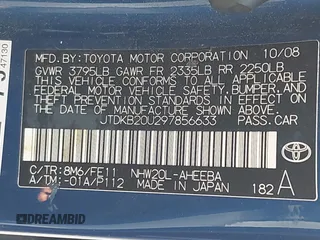 47130
MFD. BY: TOYOTA MOTOR CORPORATION 10/08
GVWR 3795LB GAWR FR 2335LB RR 2250LB
THIS VEHICLE CONFORMS TO ALL APPLICABLE
FEDERAL MOTOR VEHICLE SAFETY, BUMPER, AND
THEFT PREVENTION STANDARDS IN EFFECT ON
THE DATE OF MANUFACTURE SHOWN ABOVE.
JTDKB20U297856633 PASS.CAR
TOYOTA
C/TR: 8M6/FE11 NHW20L-AHEEBA
A/TM: -01A/P112 MADE IN JAPAN 182 A
DREAMBID